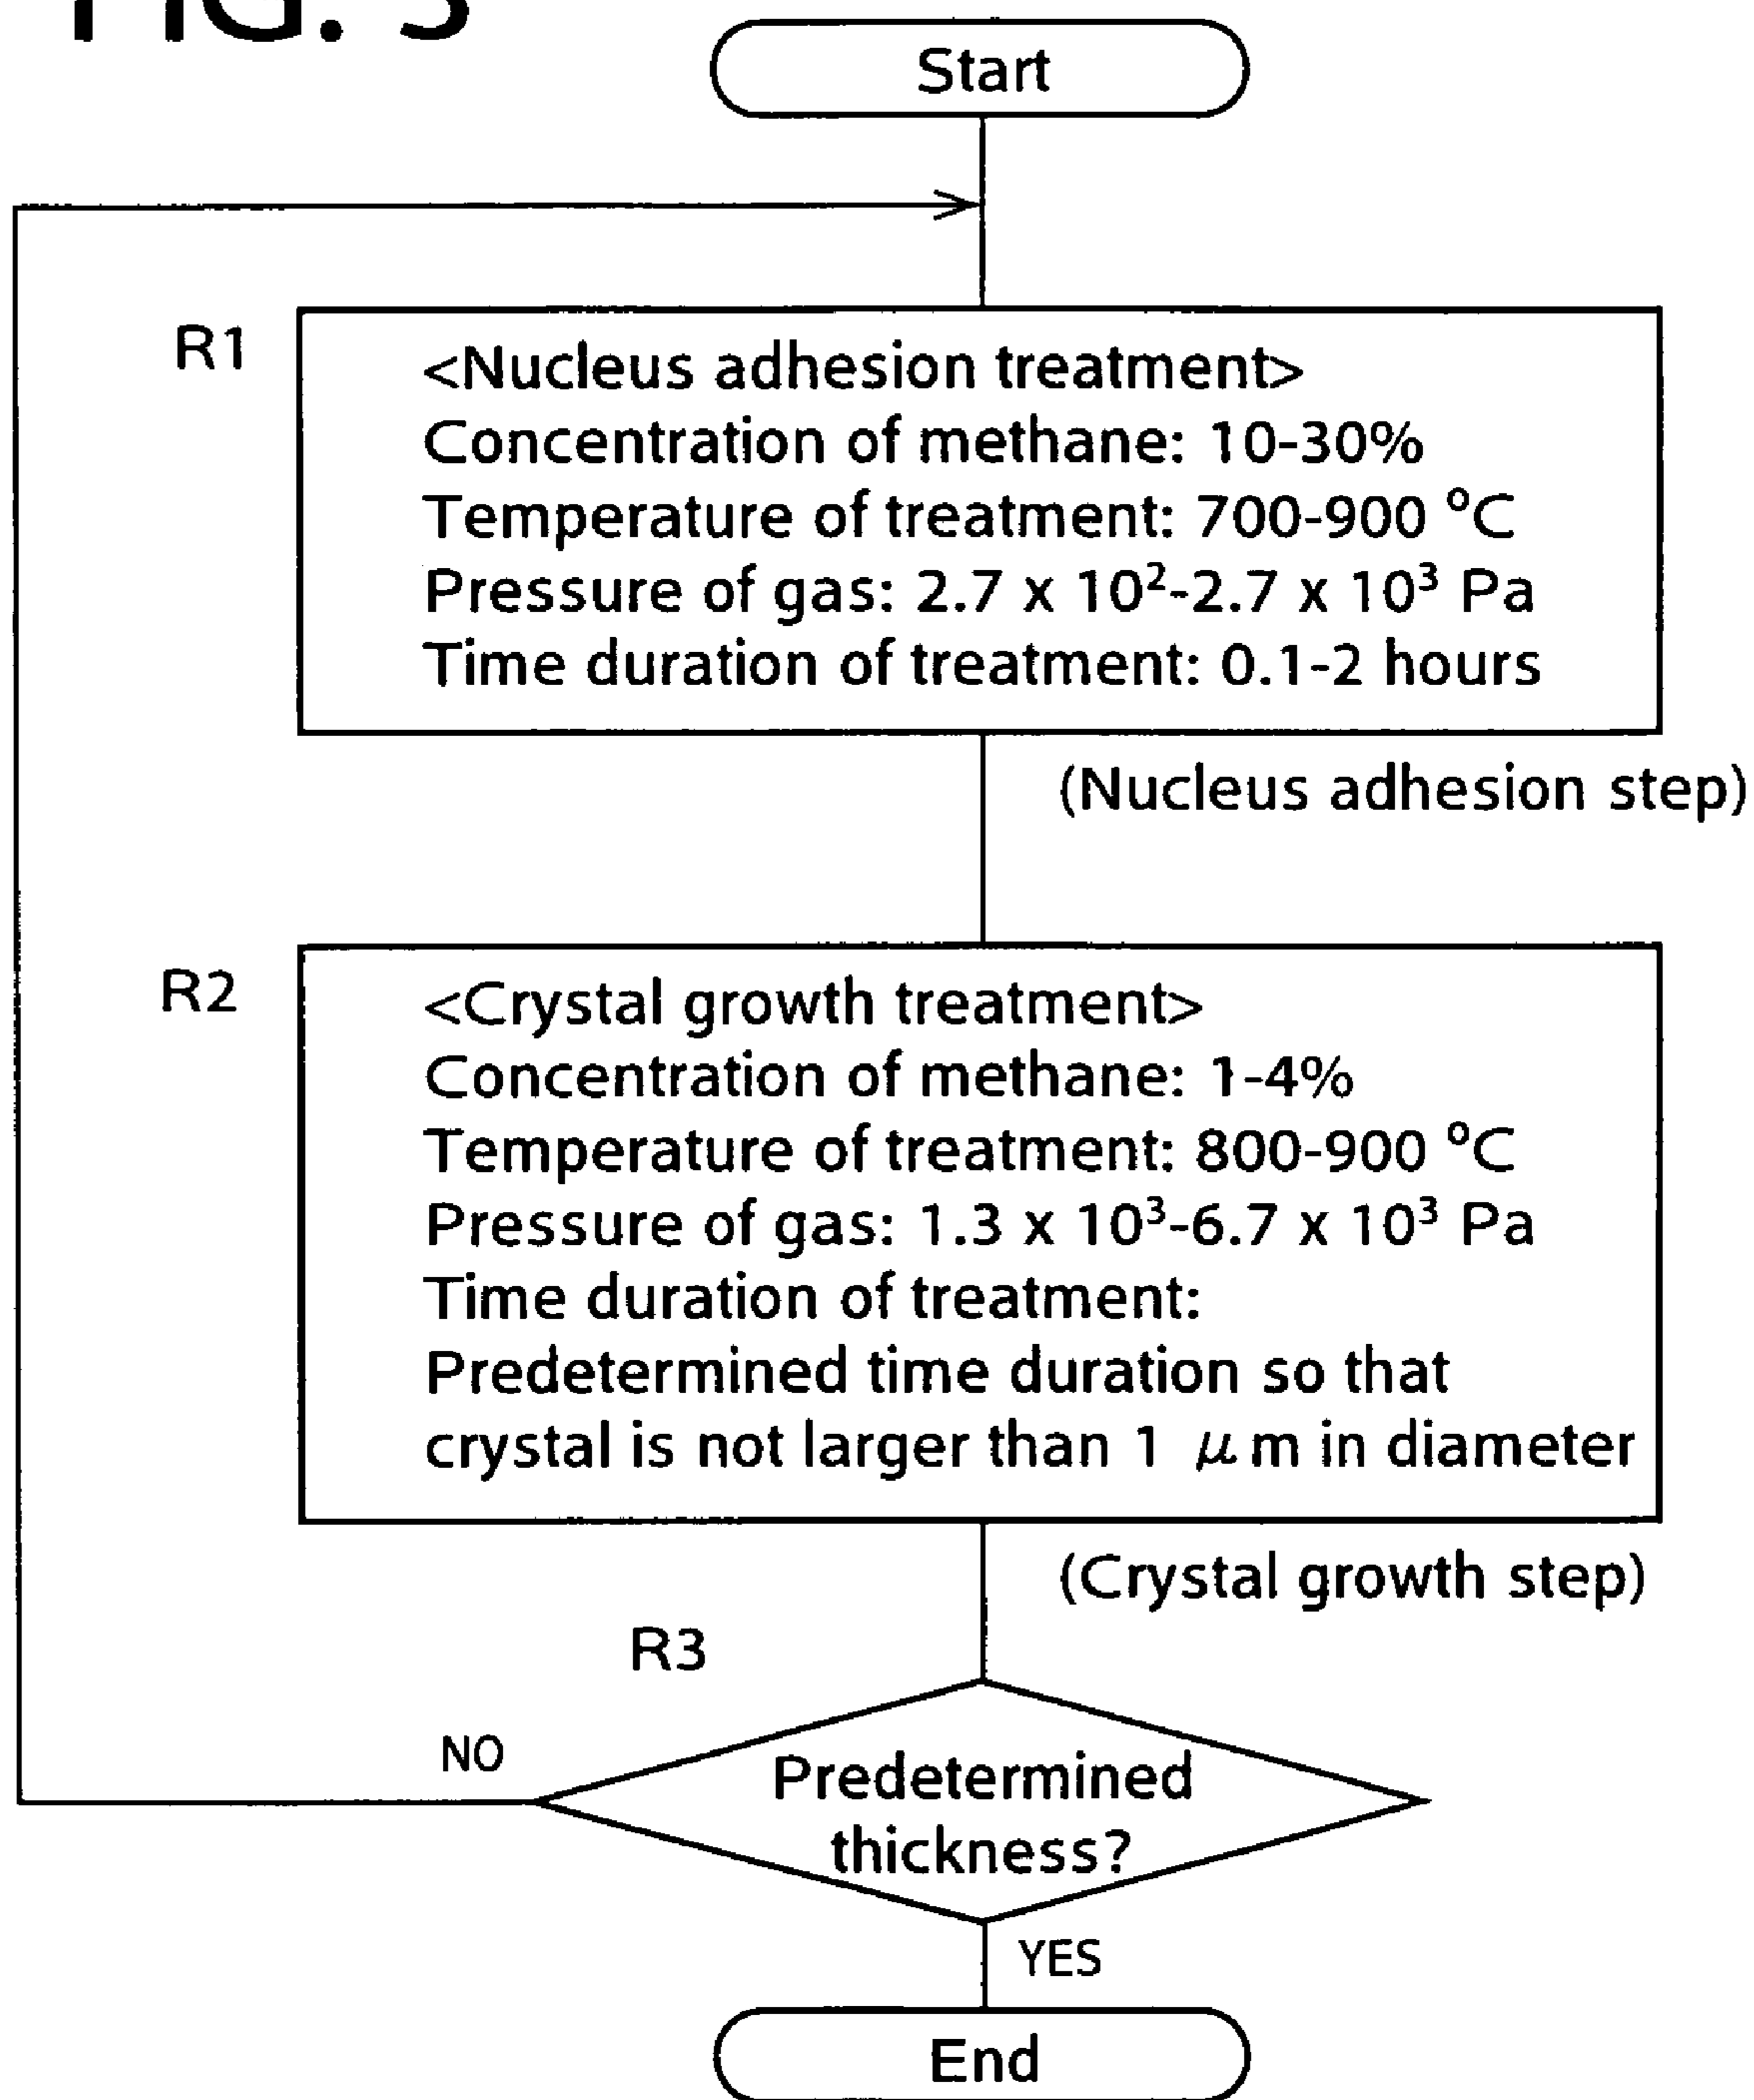 FIG. 3
Start
R1
<Nucleus adhesion treatment>
Concentration of methane: 10-30%
Temperature of treatment: 700-900 °C
Pressure of gas: 2.7 x 10²-2.7 x 10³ Pa
Time duration of treatment: 0.1-2 hours
(Nucleus adhesion step)
R2
<Crystal growth treatment>
Concentration of methane: 1-4%
Temperature of treatment: 800-900 °C
Pressure of gas: 1.3 x 10³-6.7 x 10³ Pa
Time duration of treatment:
Predetermined time duration so that
crystal is not larger than 1 μm in diameter
(Crystal growth step)
R3
NO
Predetermined
thickness?
YES
End